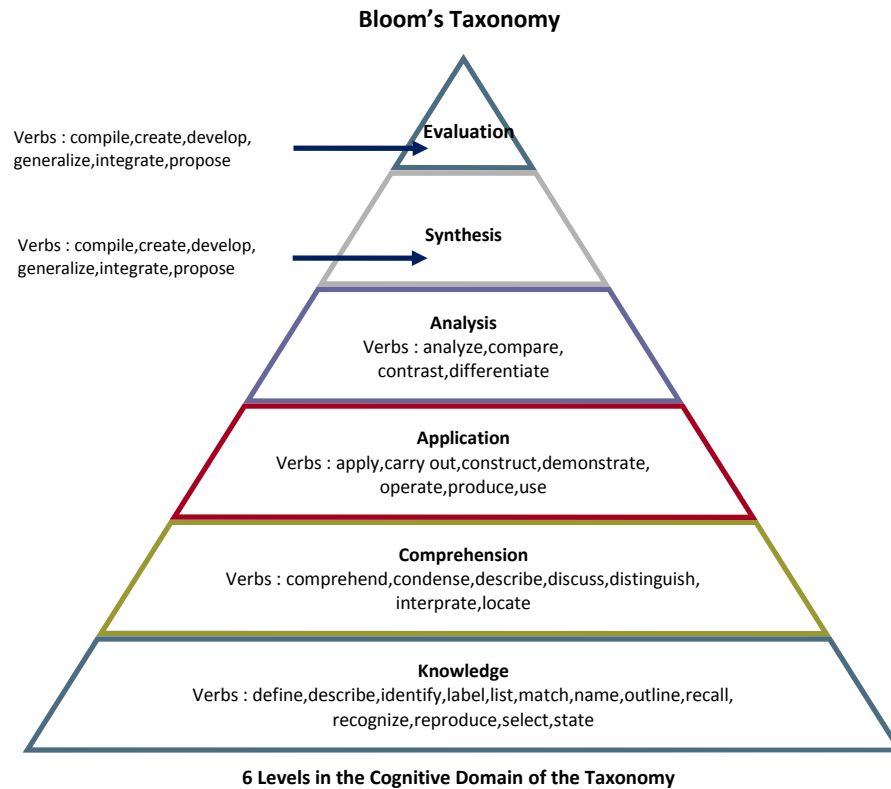 Bloom’s Taxonomy
Evaluation
Verbs : compile,create,develop,
generalize,integrate,propose
Synthesis
Verbs : compile,create,develop,
generalize,integrate,propose
Analysis
Verbs : analyze,compare,
contrast,differentiate
Application
Verbs : apply,carry out,construct,demonstrate,
operate,produce,use
Comprehension
Verbs : comprehend,condense,describe,discuss,distinguish,
interprate,locate
Knowledge
Verbs : define,describe,identify,label,list,match,name,outline,recall,
recognize,reproduce,select,state
6 Levels in the Cognitive Domain of the Taxonomy